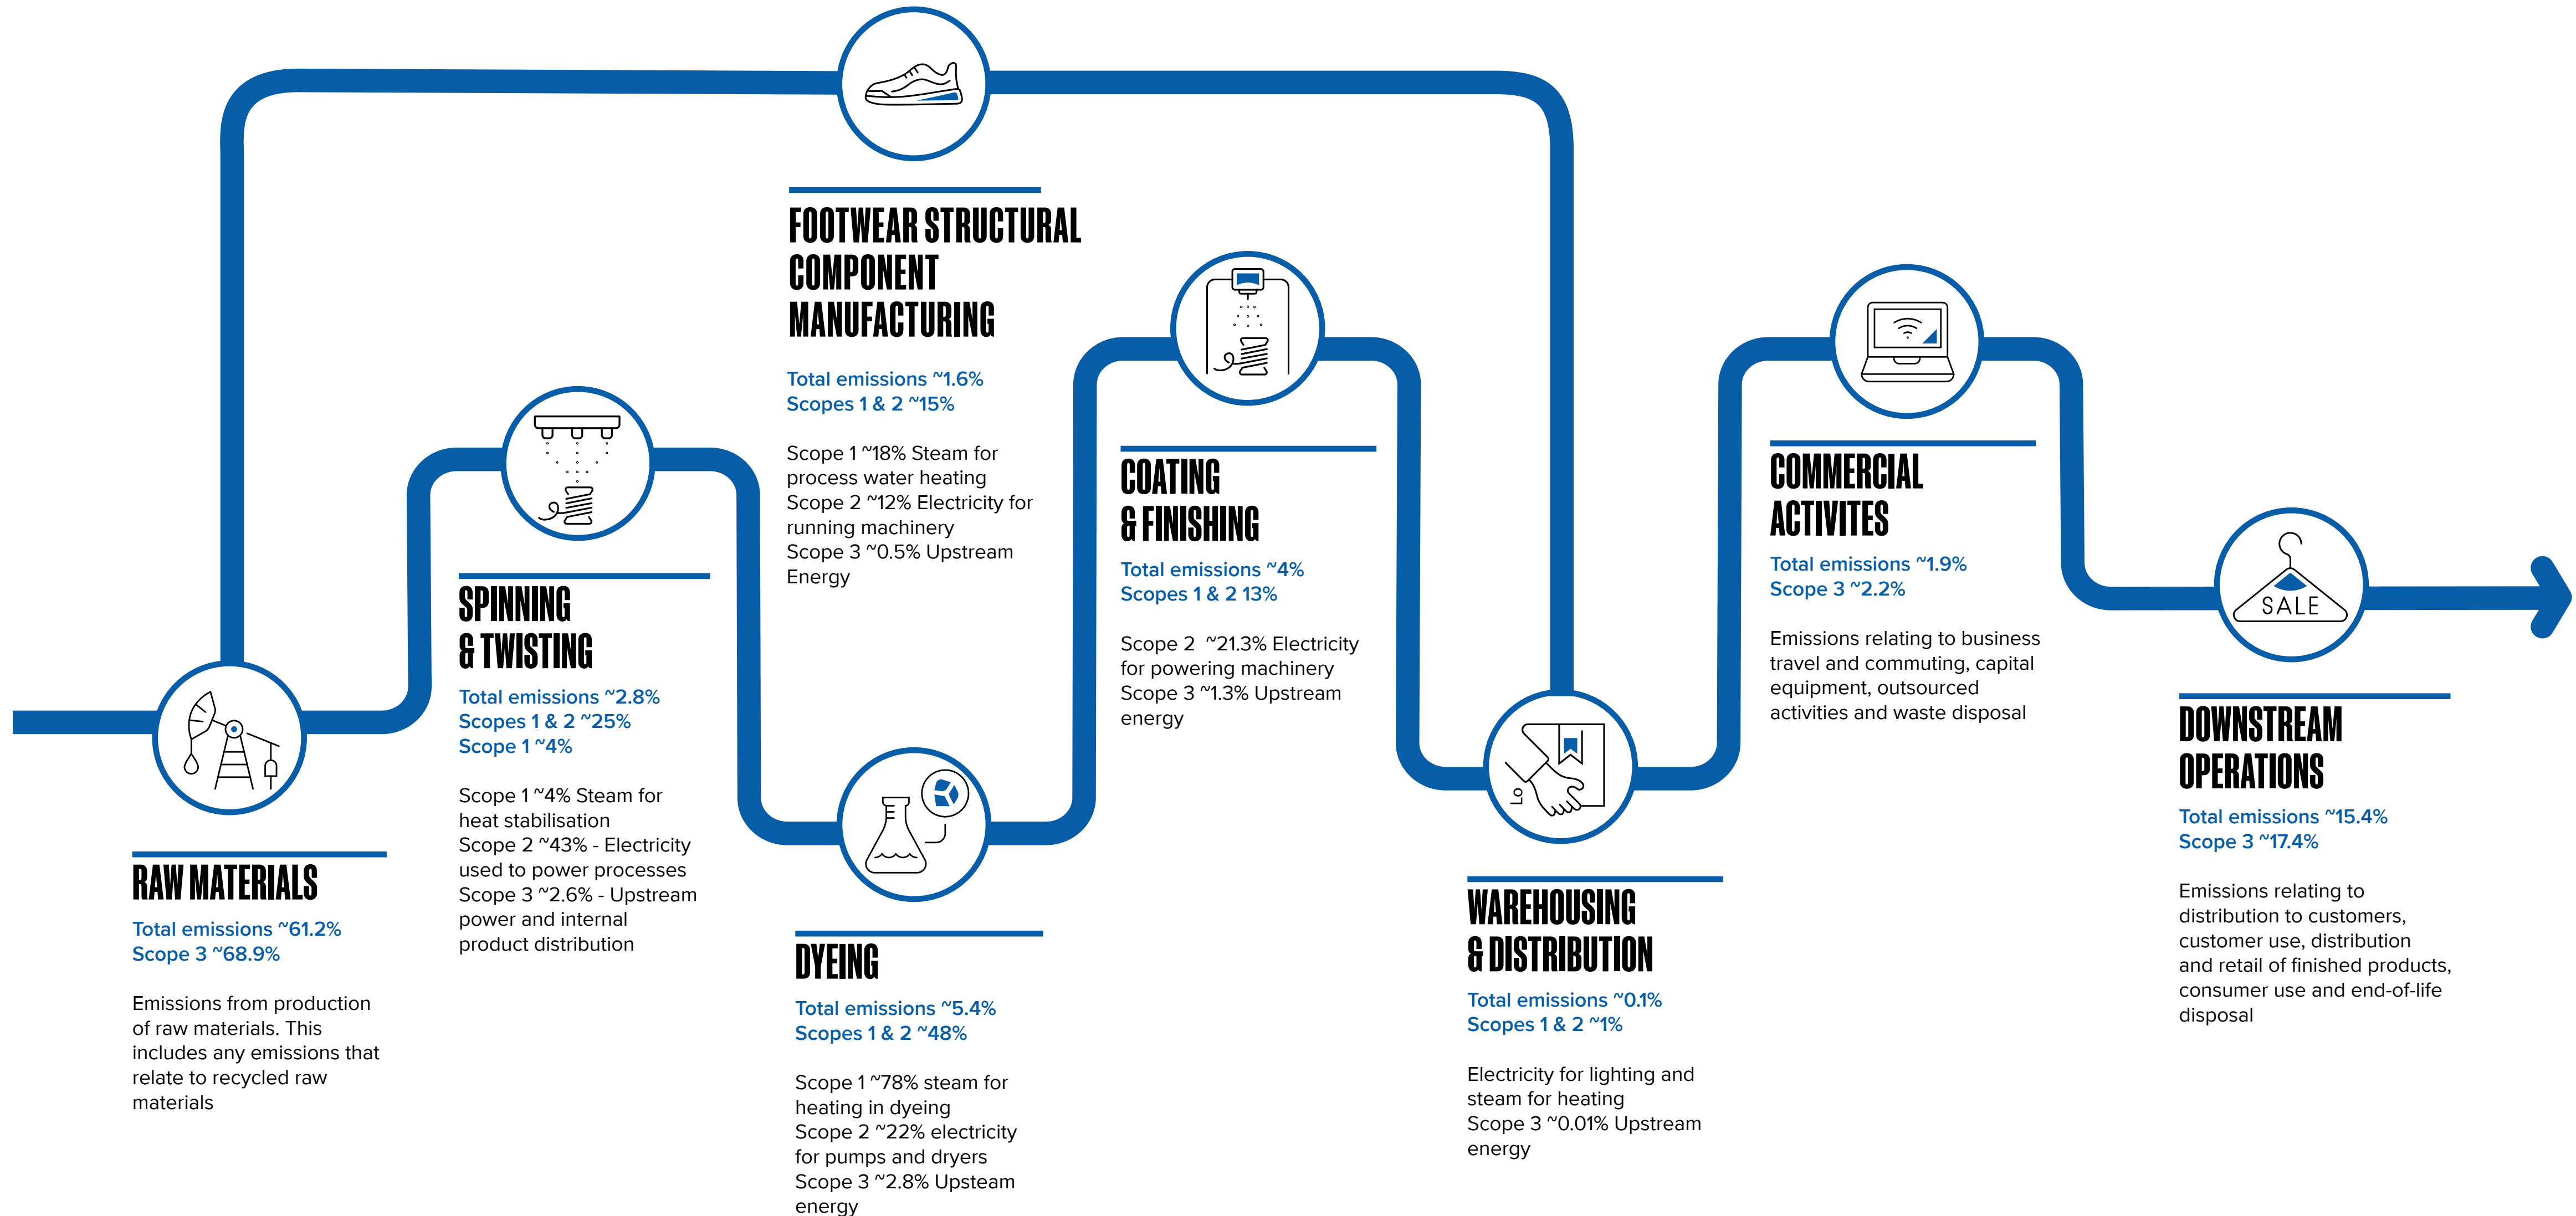 FOOTWEAR STRUCTURAL
COMPONENT
MANUFACTURING
Total emissions ~1.6%
Scopes 1 & 2 ~15%
Scope 1 ~18% Steam for
process water heating
Scope 2 ~12% Electricity for
running machinery
Scope 3 ~0.5% Upstream
Energy
RAW MATERIALS
Total emissions ~61.2%
Scope 3 ~68.9%
Emissions from production
of raw materials. This
includes any emissions that
relate to recycled raw
materials
SPINNING
& TWISTING
Total emissions ~2.8%
Scopes 1 & 2 ~25%
Scope 1 ~4%
Scope 1 ~4% Steam for
heat stabilisation
Scope 2 ~43% - Electricity
used to power processes
Scope 3 ~2.6% - Upstream
power and internal
product distribution
DYEING
Total emissions ~5.4%
Scopes 1 & 2 ~48%
Scope 1 ~78% steam for
heating in dyeing
Scope 2 ~22% electricity
for pumps and dryers
Scope 3 ~2.8% Upsteam
energy
COATING
& FINISHING
Total emissions ~4%
Scopes 1 & 2 13%
Scope 2 ~21.3% Electricity
for powering machinery
Scope 3 ~1.3% Upstream
energy
Lo
WAREHOUSING
& DISTRIBUTION
Total emissions ~0.1%
Scopes 1 & 2 ~1%
Electricity for lighting and
steam for heating
Scope 3 ~0.01% Upstream
energy
COMMERCIAL
ACTIVITES
Total emissions ~1.9%
Scope 3 ~2.2%
Emissions relating to business
travel and commuting, capital
equipment, outsourced
activities and waste disposal
SALE
DOWNSTREAM
OPERATIONS
Total emissions ~15.4%
Scope 3 ~17.4%
Emissions relating to
distribution to customers,
customer use, distribution
and retail of finished products,
consumer use and end-of-life
disposal